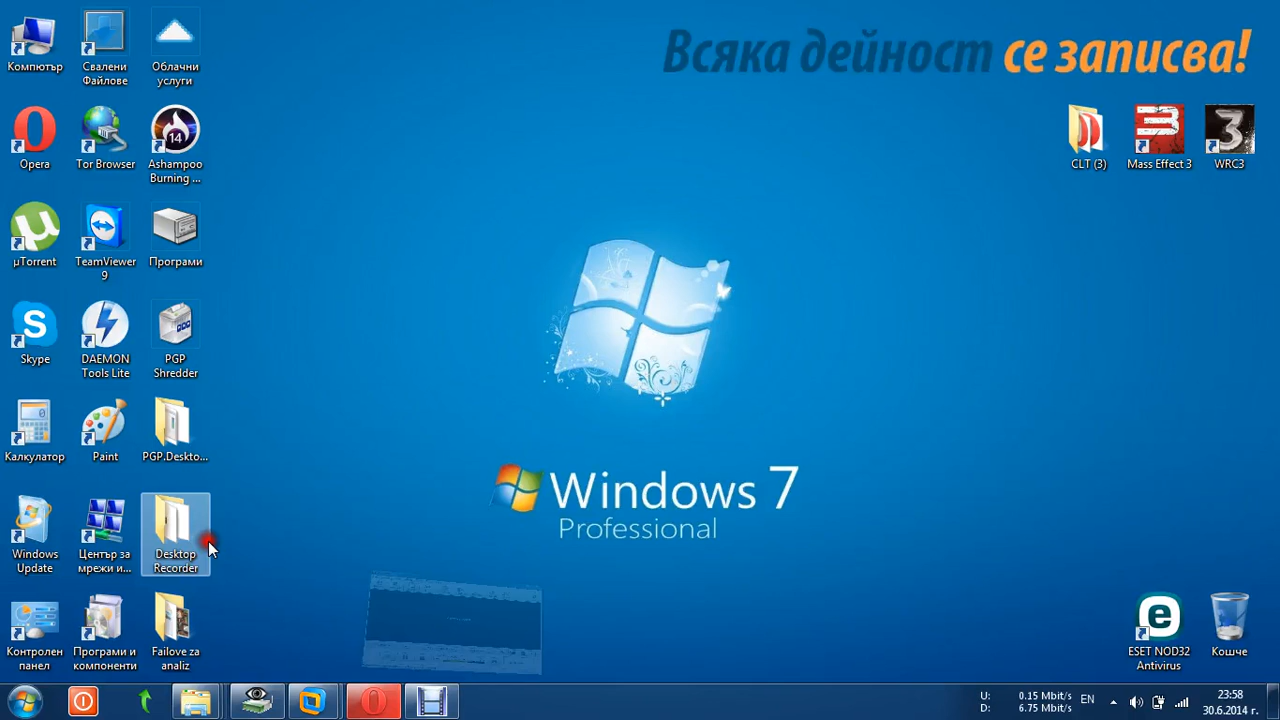 Всяка дейност се записва!
Компютър
Свалени
Файлове
Облачни
услуги
CLT (3)
Mass Effect 3
WRC3
Opera
Tor Browser
Ashampoo
Burning ...
14
µTorrent
TeamViewer
9
Програми
Skype
DAEMON
Tools Lite
PGP
Shredder
Калкулатор
Paint
PGP.Deskto...
Windows 7
Professional
Windows
Update
Център за
мрежи и...
Desktop
Recorder
Контролен
панел
Програми и
компоненти
Failove za
analiz
ESET NOD32
Antivirus
Кошче
U: 0.15 Mbit/s
D: 6.75 Mbit/s
EN
23:58
30.6.2014 г.